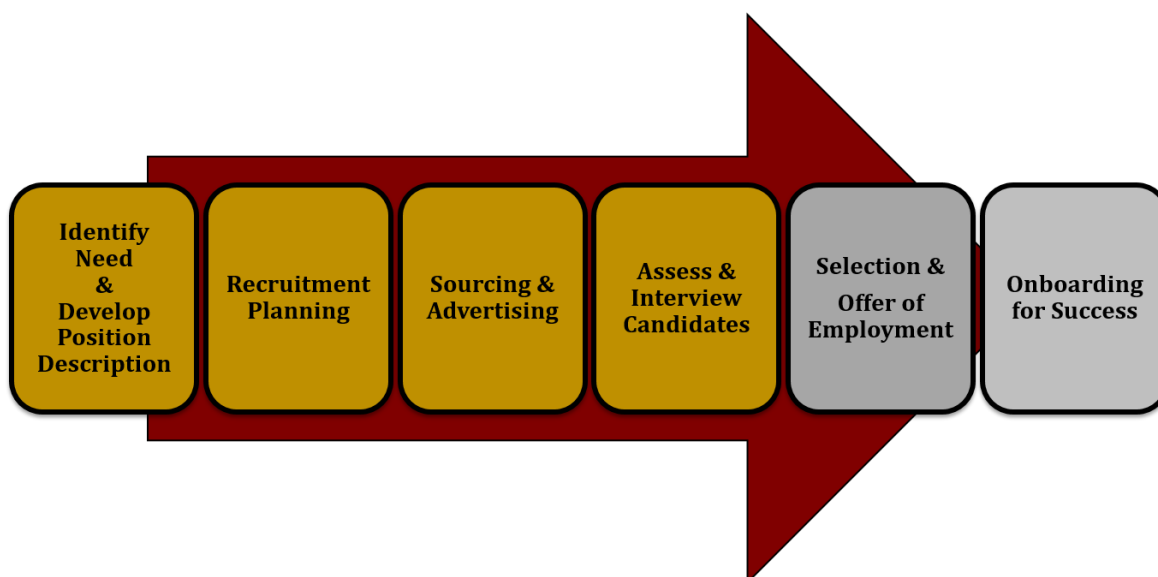 Identify
Need
&
Develop
Position
Description
Recruitment
Planning
Sourcing &
Advertising
Assess &
Interview
Candidates
Selection &
Offer of
Employment
Onboarding
for Success